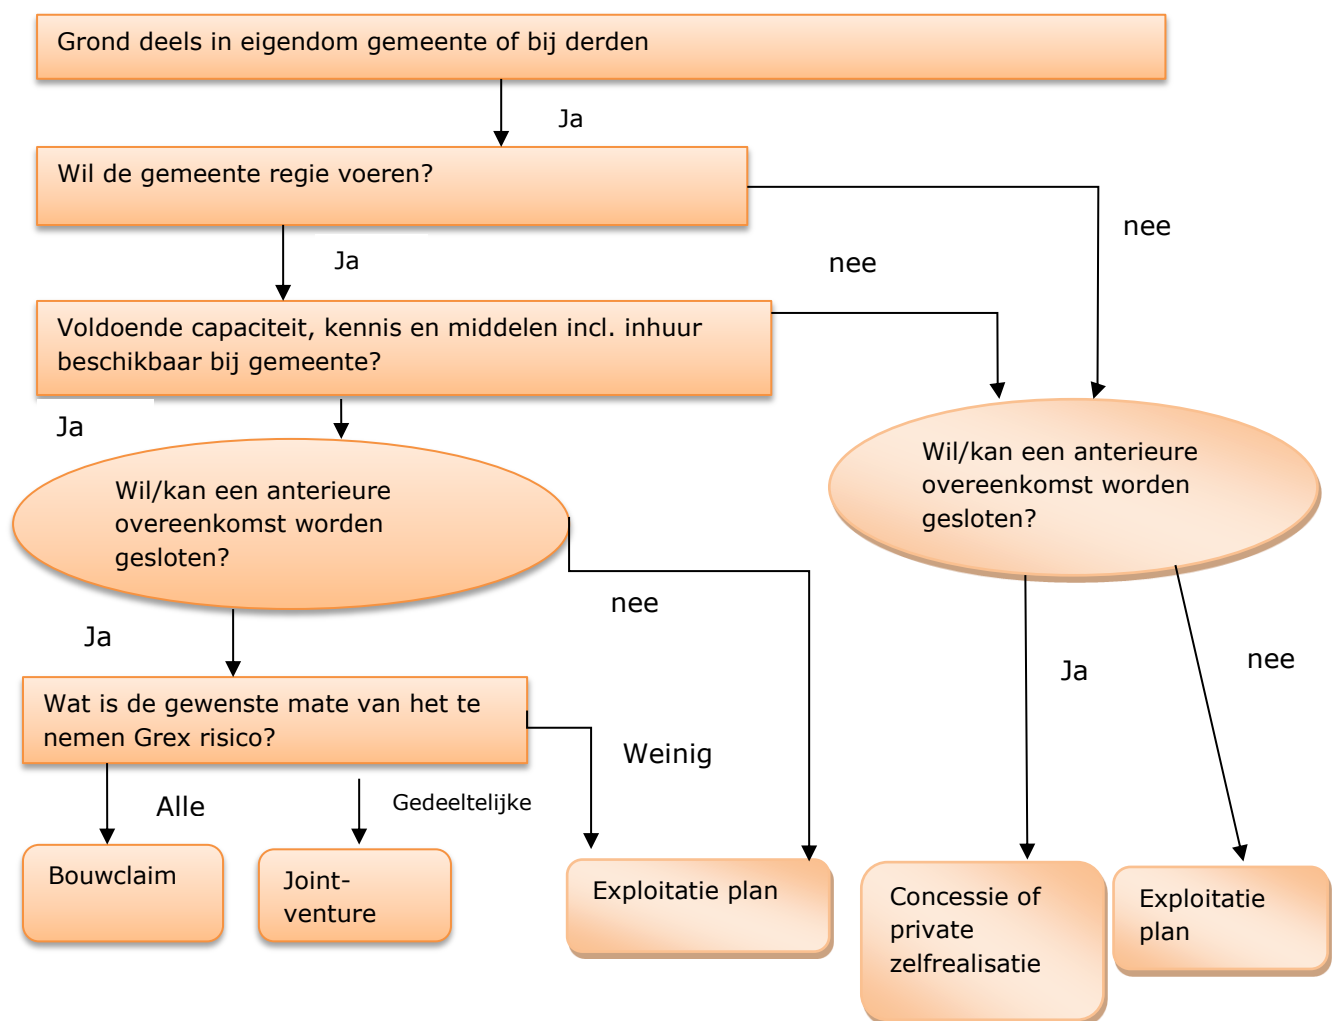 Grond deels in eigendom gemeente of bij derden
Ja
Wil de gemeente regie voeren?
nee
Ja
nee
Voldoende capaciteit, kennis en middelen incl. inhuur
beschikbaar bij gemeente?
Ja
Wil/kan een anterieure
overeenkomst worden
gesloten?
Wil/kan een anterieure
overeenkomst worden
gesloten?
nee
Ja
Ja
nee
Wat is de gewenste mate van het te
nemen Grex risico?
Weinig
Alle
Gedeeltelijke
Bouwclaim
Joint-
venture
Exploitatie plan
Concessie of
private
zelfrealisatie
Exploitatie
plan